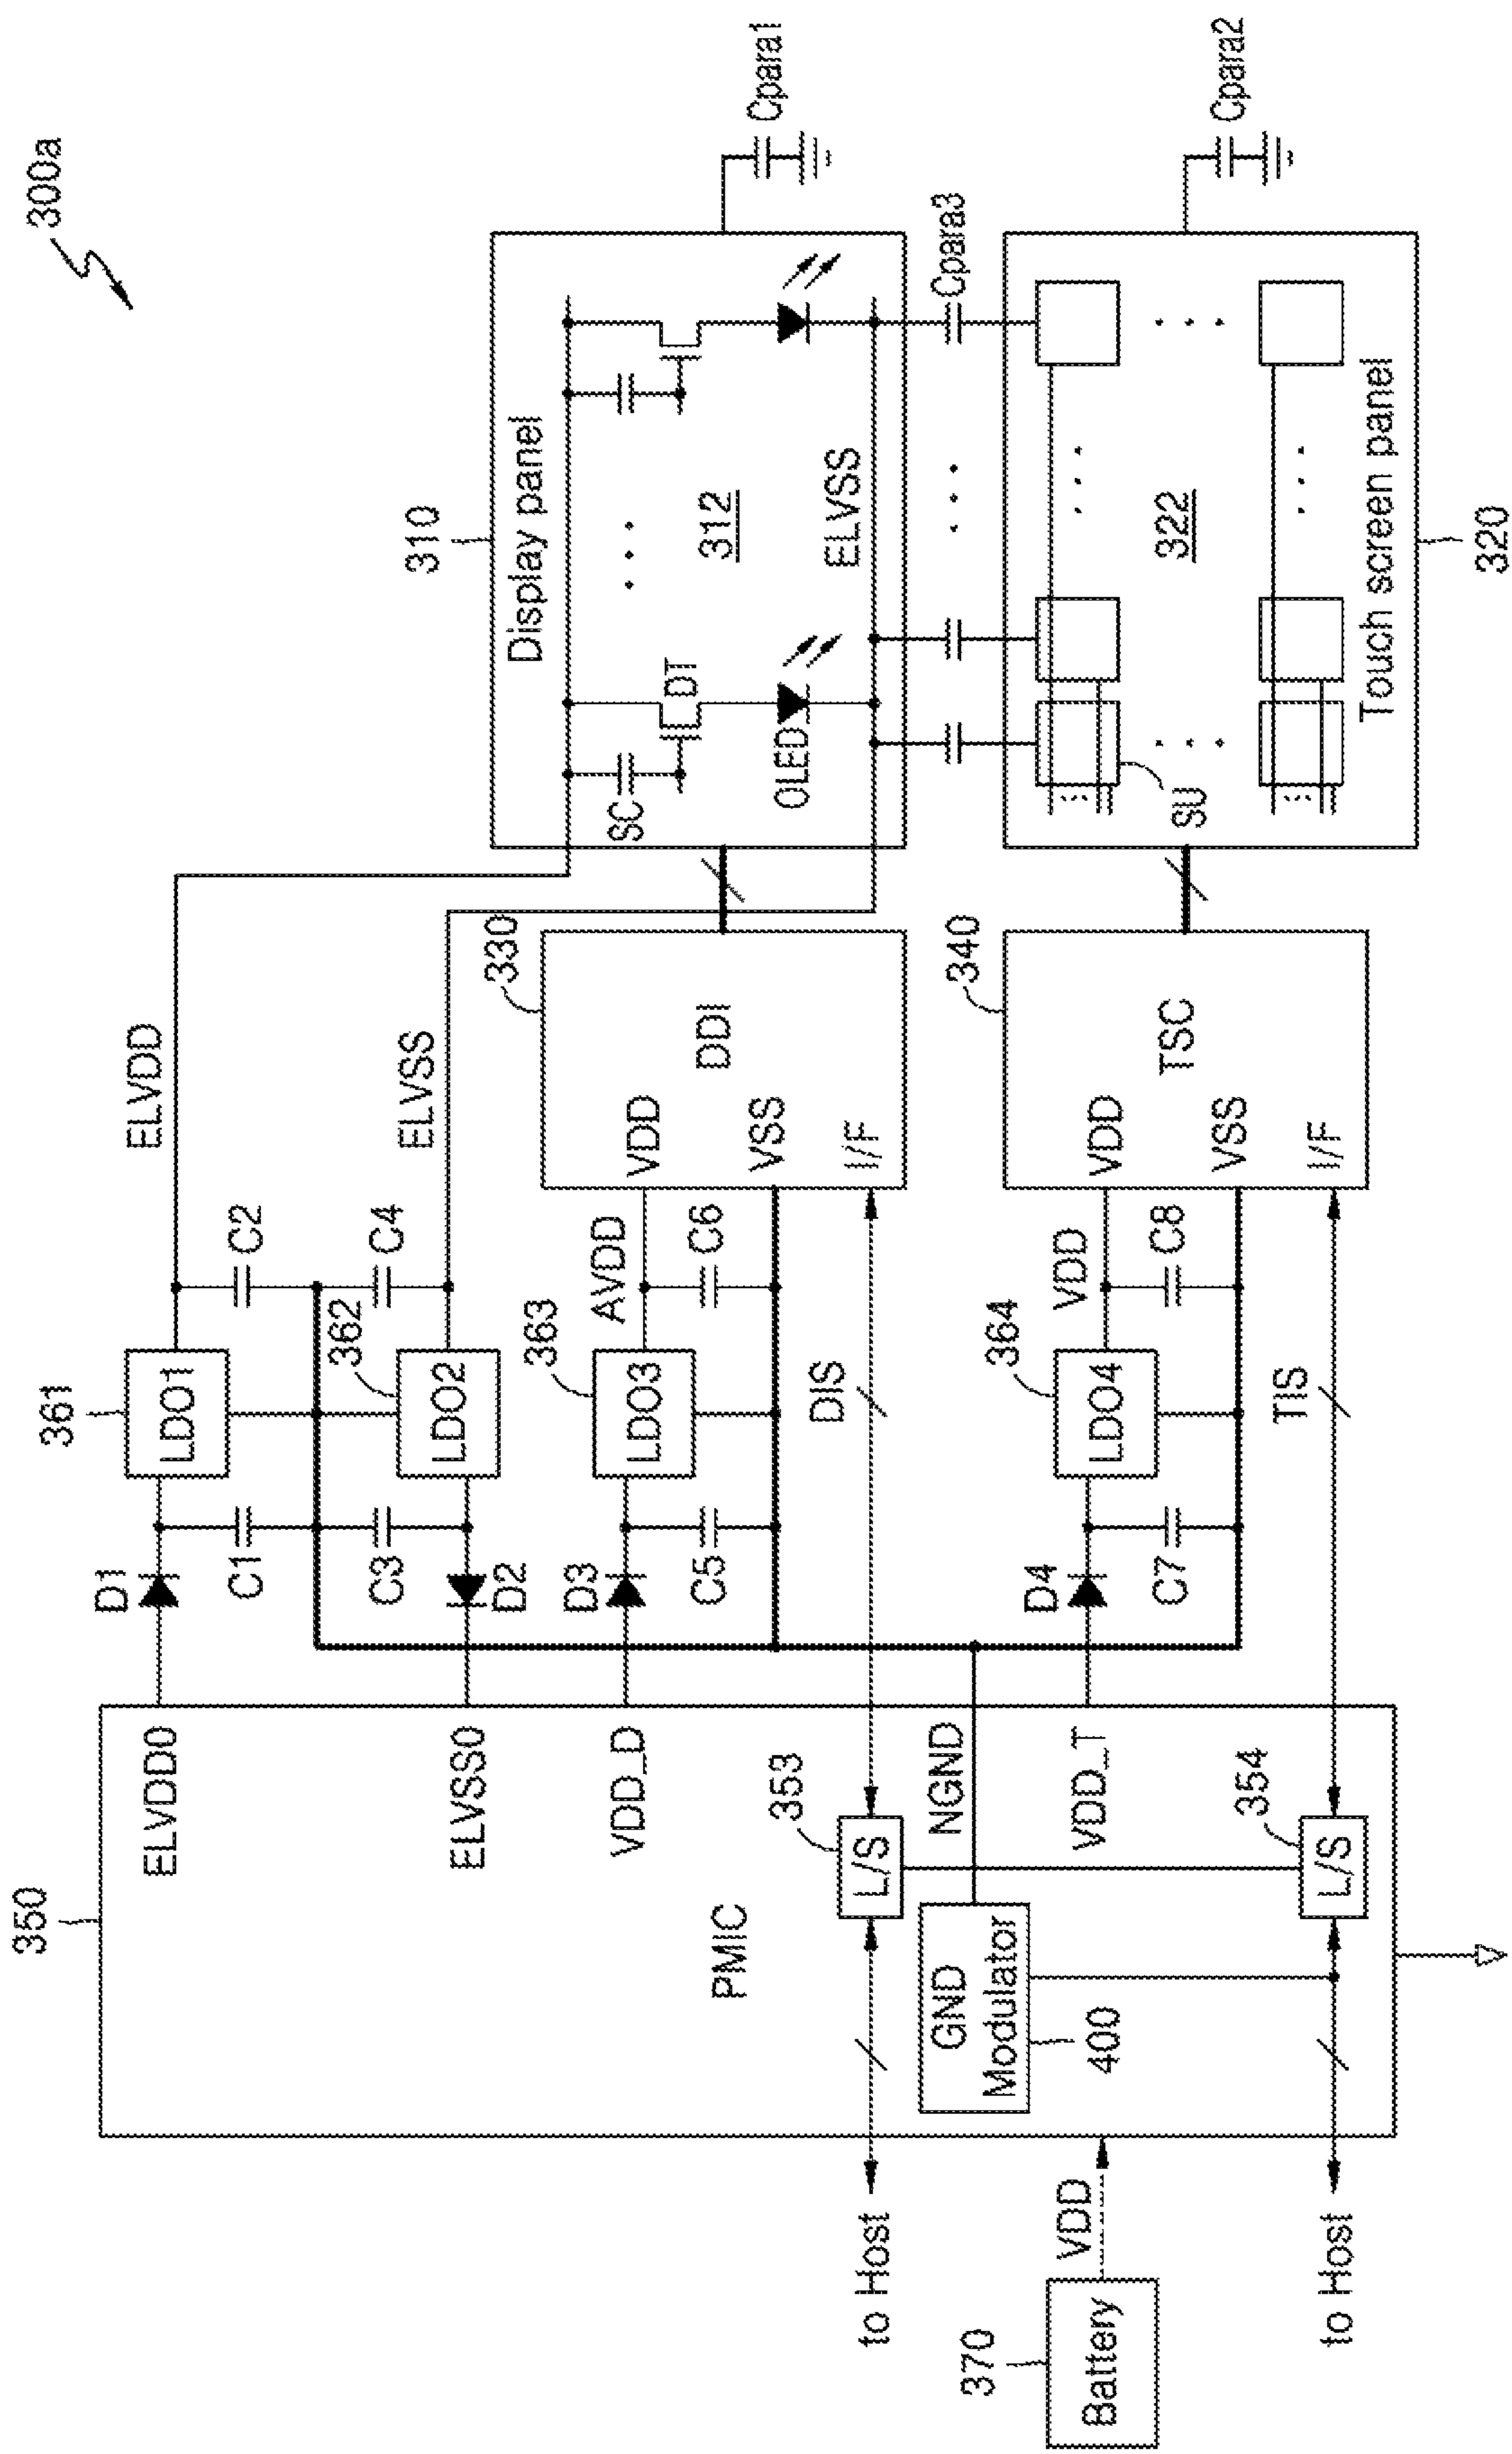 300a
350
ELVDD0
ELVSS0
VDD_D
PMIC
353
L/S
NGND
GND
Modulator
400
VDD_T
354
L/S
to Host
to Host
370
Battery
VDD
D1
C1
361
LDO1
C2
ELVDD
C3
D2
362
LDO2
C4
ELVSS
D3
C5
363
LDO3
AVDD
C6
330
VDD
VSS
I/F
DDI
DIS
D4
C7
364
LDO4
VDD
C8
340
VDD
VSS
I/F
TSC
TIS
310
Display panel
SC
DT
OLED
312
ELVSS
Cpara1
Cpara3
SU
322
Touch screen panel
320
Cpara2